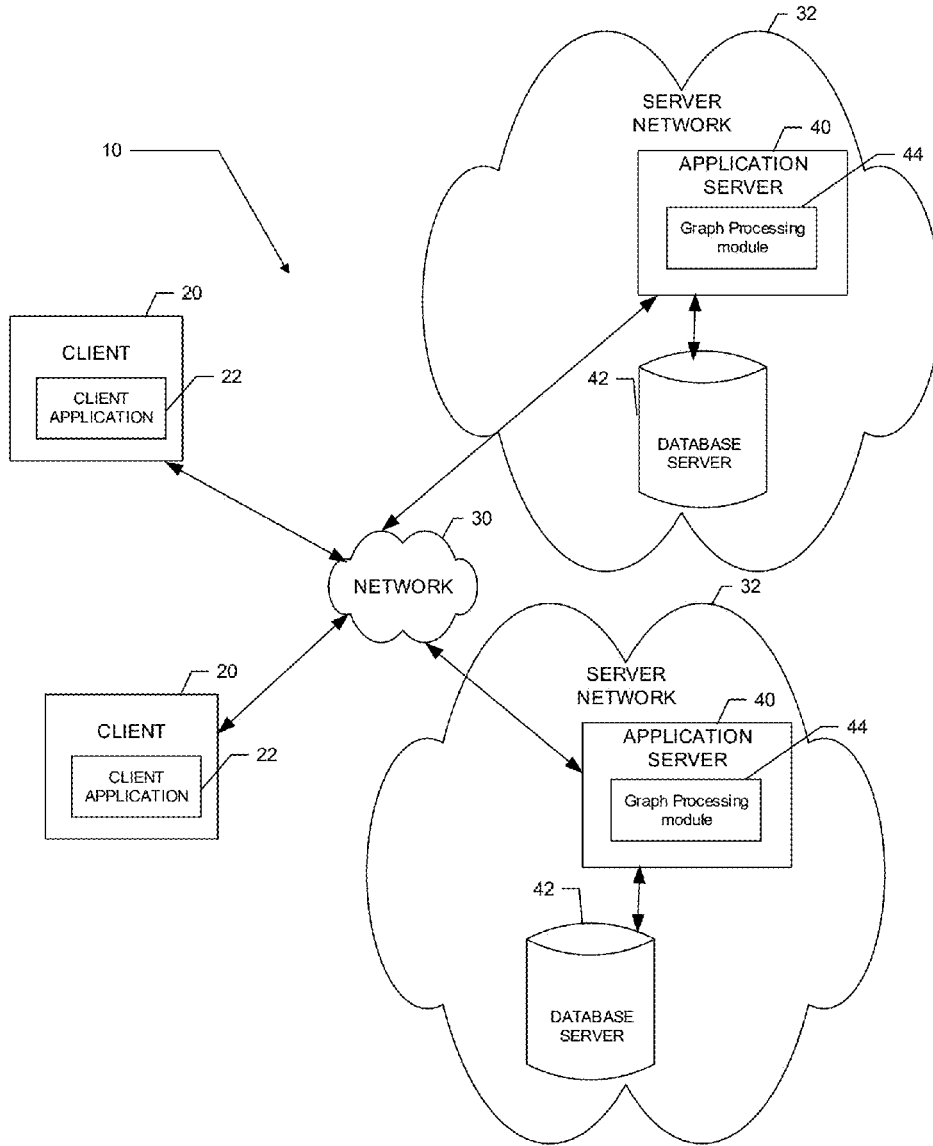 32
SERVER
NETWORK
40
APPLICATION
SERVER
44
Graph Processing
module
10
20
CLIENT
22
CLIENT
APPLICATION
42
DATABASE
SERVER
30
NETWORK
32
SERVER
NETWORK
20
CLIENT
22
CLIENT
APPLICATION
40
APPLICATION
SERVER
44
Graph Processing
module
42
DATABASE
SERVER